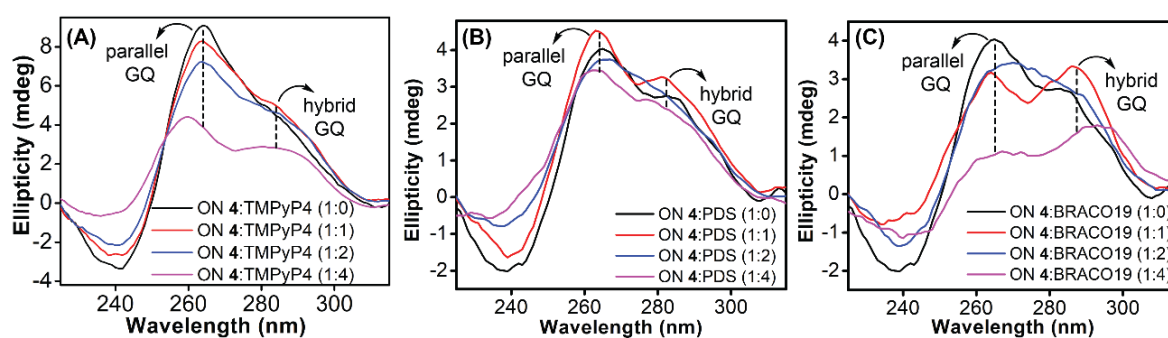 (A)
parallel
GQ
hybrid
GQ
ON 4:TMPyP4 (1:0)
ON 4:TMPyP4 (1:1)
ON 4:TMPyP4 (1:2)
ON 4:TMPyP4 (1:4)
Ellipticity (mdeg)
8
6
4
2
0
-2
-4
240
260
280
300
Wavelength (nm)
(B)
parallel
GQ
hybrid
GQ
ON 4:PDS (1:0)
ON 4:PDS (1:1)
ON 4:PDS (1:2)
ON 4:PDS (1:4)
Ellipticity (mdeg)
4
3
2
1
0
-1
-2
240
260
280
300
Wavelength (nm)
(C)
parallel
GQ
hybrid
GQ
ON 4:BRACO19 (1:0)
ON 4:BRACO19 (1:1)
ON 4:BRACO19 (1:2)
ON 4:BRACO19 (1:4)
Ellipticity (mdeg)
4
3
2
1
0
-1
-2
240
260
280
300
Wavelength (nm)